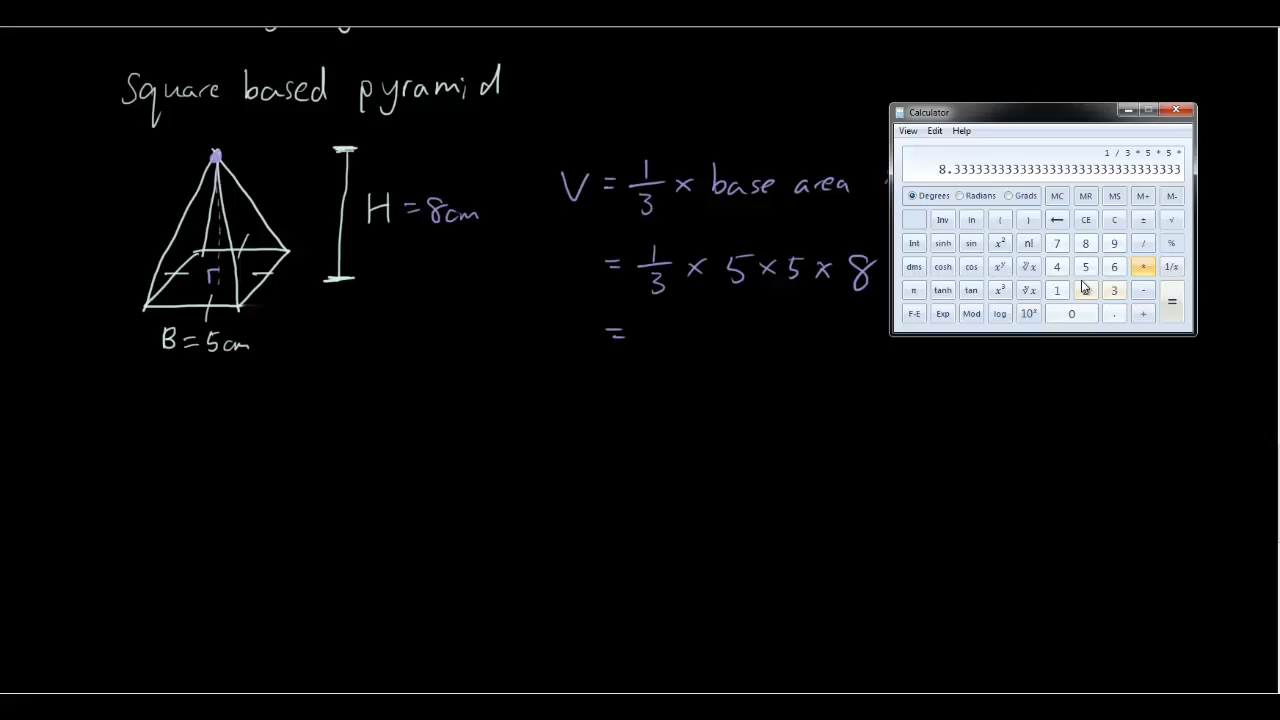 Square based pyramid
H = 8cm
B = 5cm
V = 1/3 × base area
= 1/3 × 5 × 5 × 8
=
Calculator
View Edit Help
1 / 3 * 5 * 5 *
8.3333333333333333333333333333333
Degrees Radians Grads MC MR MS M+ M-
Inv ln ( ) ← CE C ± √
Int sinh sin x² n! 7 8 9 / %
dms cosh cos xʸ ʸ√x 4 5 6 * 1/x
π tanh tan x³ ³√x 1 3 - =
F-E Exp Mod log 10ˣ 0 . +